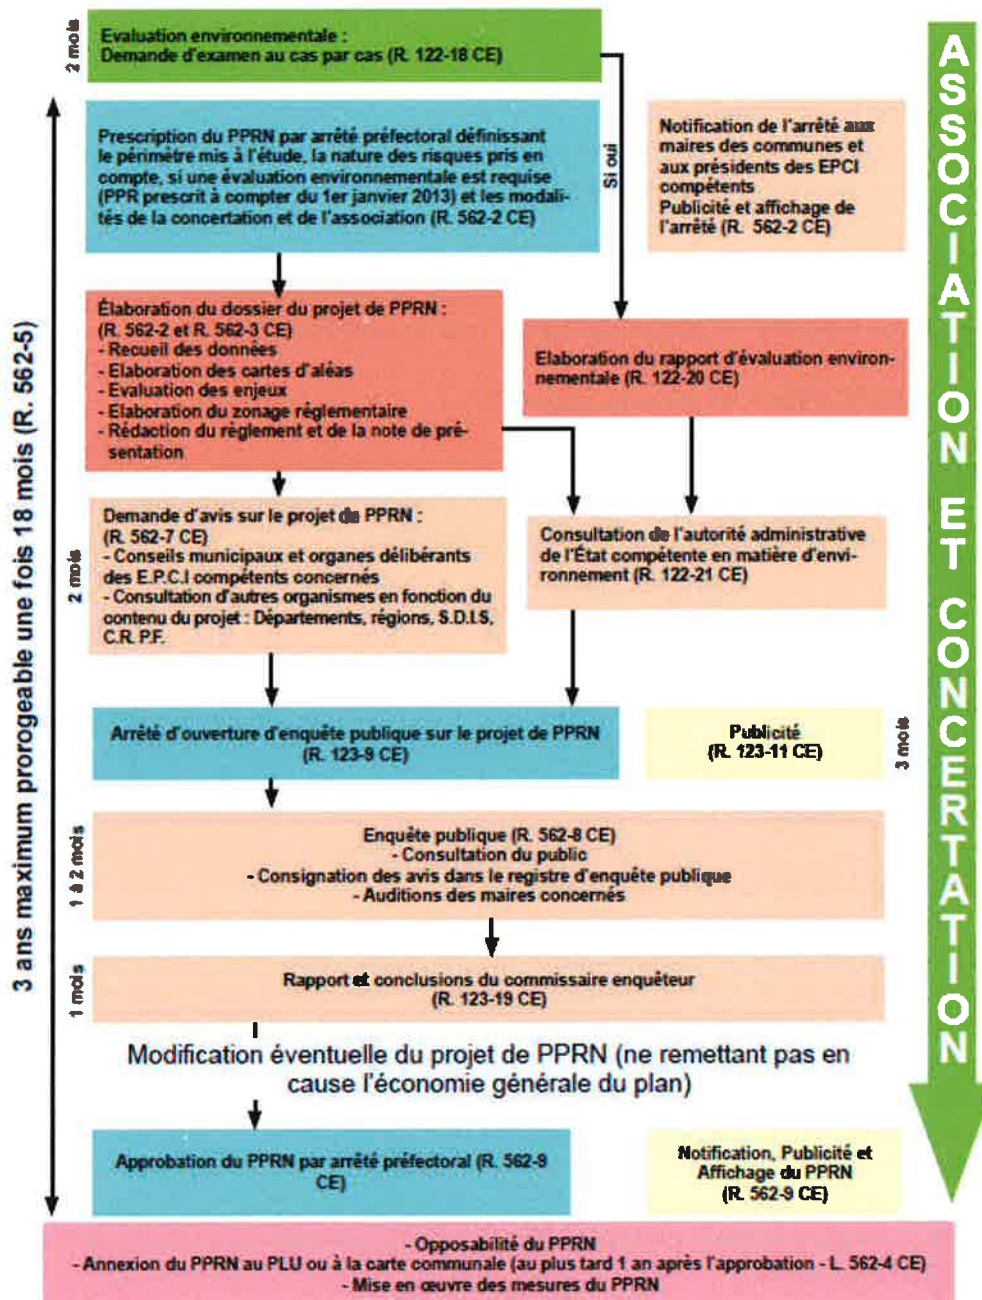 2 mois
Evaluation environnementale :
Demande d'examen au cas par cas (R. 122-18 CE)
3 ans maximum prorogeable une fois 18 mois (R. 562-5)
Prescription du PPRN par arrêté préfectoral définissant
le périmètre mis à l'étude, la nature des risques pris en
compte, si une évaluation environnementale est requise
(PPR prescrit à compter du 1er janvier 2013) et les modali-
tés de la concertation et de l'association (R. 562-2 CE)
Si oui
Notification de l'arrêté aux
maires des communes et
aux présidents des EPCI
compétents
Publicité et affichage de
l'arrêté (R. 562-2 CE)
Élaboration du dossier du projet de PPRN :
(R. 562-2 et R. 562-3 CE)
- Recueil des données
- Elaboration des cartes d'aléas
- Evaluation des enjeux
- Elaboration du zonage réglementaire
- Rédaction du règlement et de la note de pré-
sentation
Elaboration du rapport d'évaluation environ-
nementale (R. 122-20 CE)
2 mois
Demande d'avis sur le projet de PPRN :
(R. 562-7 CE)
- Conseils municipaux et organes délibérants
des E.P.C.I compétents concernés
- Consultation d'autres organismes en fonction du
contenu du projet : Départements, régions, S.D.I.S,
C.R. P.F.
Consultation de l'autorité administrative
de l'État compétente en matière d'envi-
ronnement (R. 122-21 CE)
Arrêté d'ouverture d'enquête publique sur le projet de PPRN
(R. 123-9 CE)
Publicité
(R. 123-11 CE)
3 mois
1 à 2 mois
Enquête publique (R. 562-8 CE)
- Consultation du public
- Consignation des avis dans le registre d'enquête publique
- Auditions des maires concernés
1 mois
Rapport et conclusions du commissaire enquêteur
(R. 123-19 CE)
Modification éventuelle du projet de PPRN (ne remettant pas en
cause l'économie générale du plan)
Approbation du PPRN par arrêté préfectoral (R. 562-9
CE)
Notification, Publicité et
Affichage du PPRN
(R. 562-9 CE)
- Opposabilité du PPRN
- Annexion du PPRN au PLU ou à la carte communale (au plus tard 1 an après l'approbation - L. 562-4 CE)
- Mise en œuvre des mesures du PPRN
ASSOCIATION ET CONCERTATION